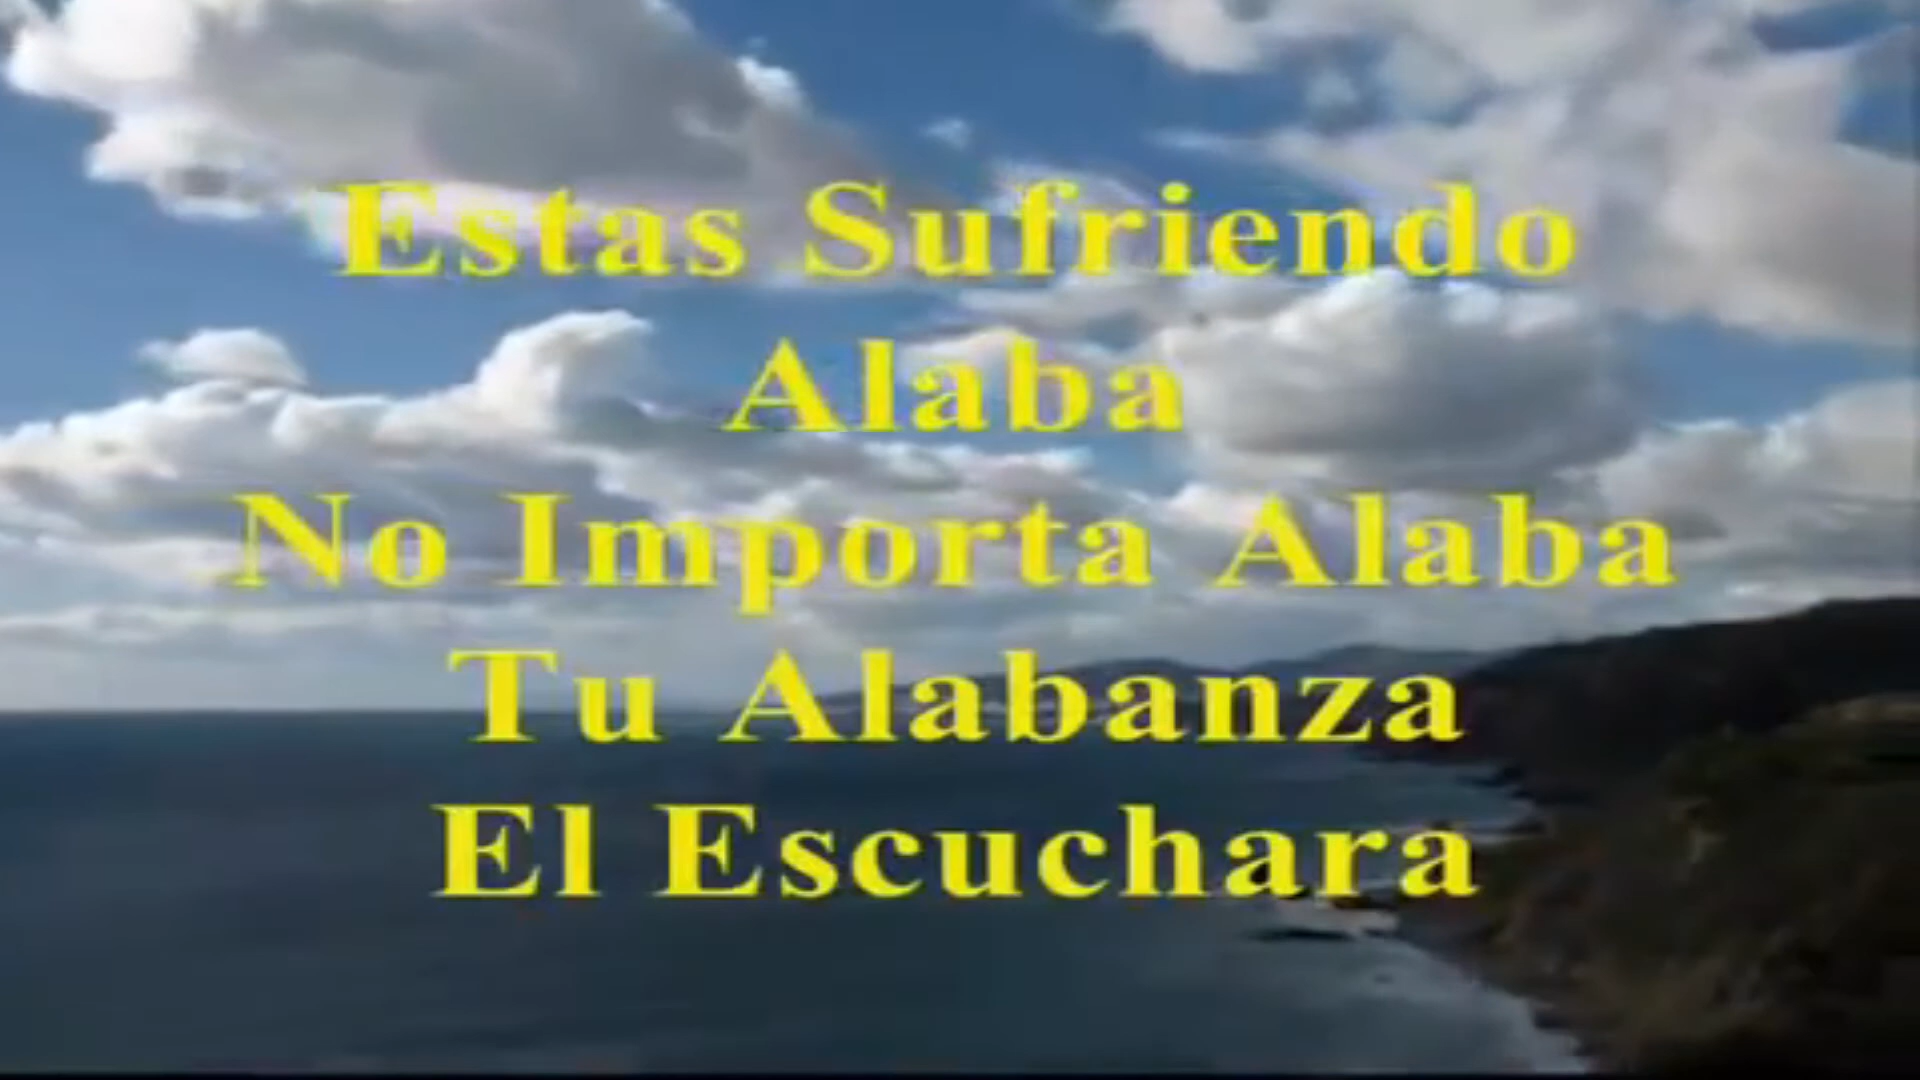 Estas Sufriendo
Alaba
No Importa Alaba
Tu Alabanza
El Escuchara